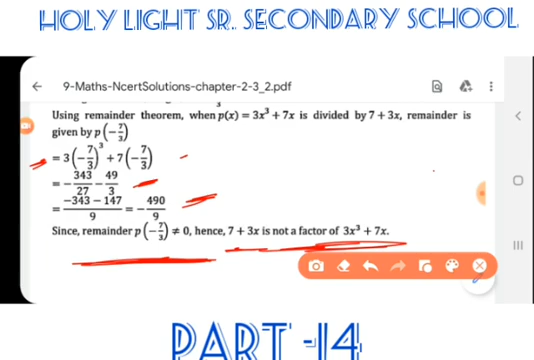 HOLY LIGHT SR. SECONDARY SCHOOL
9-Maths-NcertSolutions-chapter-2-3_2.pdf
Using remainder theorem, when p(x) = 3x³ + 7x is divided by 7 + 3x, remainder is
given by p(−7/3)
= 3(−7/3)³ + 7(−7/3)
= −343/27 − 49/3
= (−343 − 147)/9 = −490/9
Since, remainder p(−7/3) ≠ 0, hence, 7 + 3x is not a factor of 3x³ + 7x.
PART -14